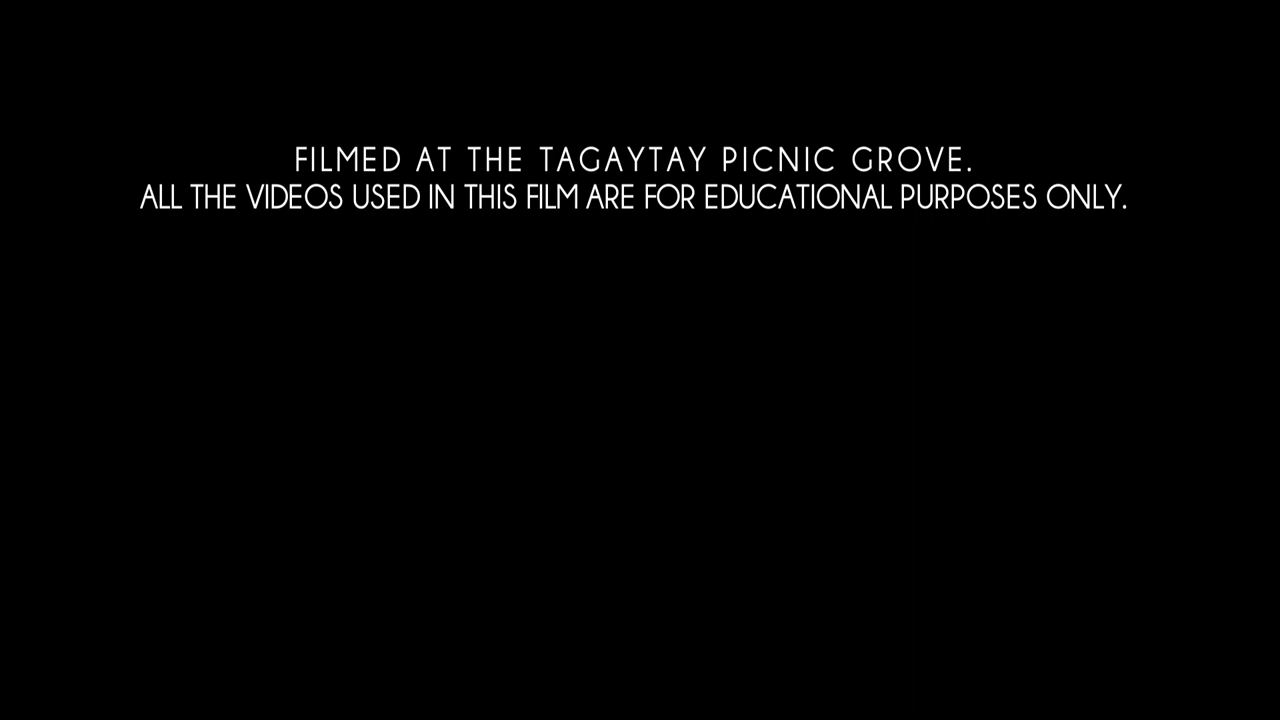 FILMED AT THE TAGAYTAY PICNIC GROVE.
ALL THE VIDEOS USED IN THIS FILM ARE FOR EDUCATIONAL PURPOSES ONLY.